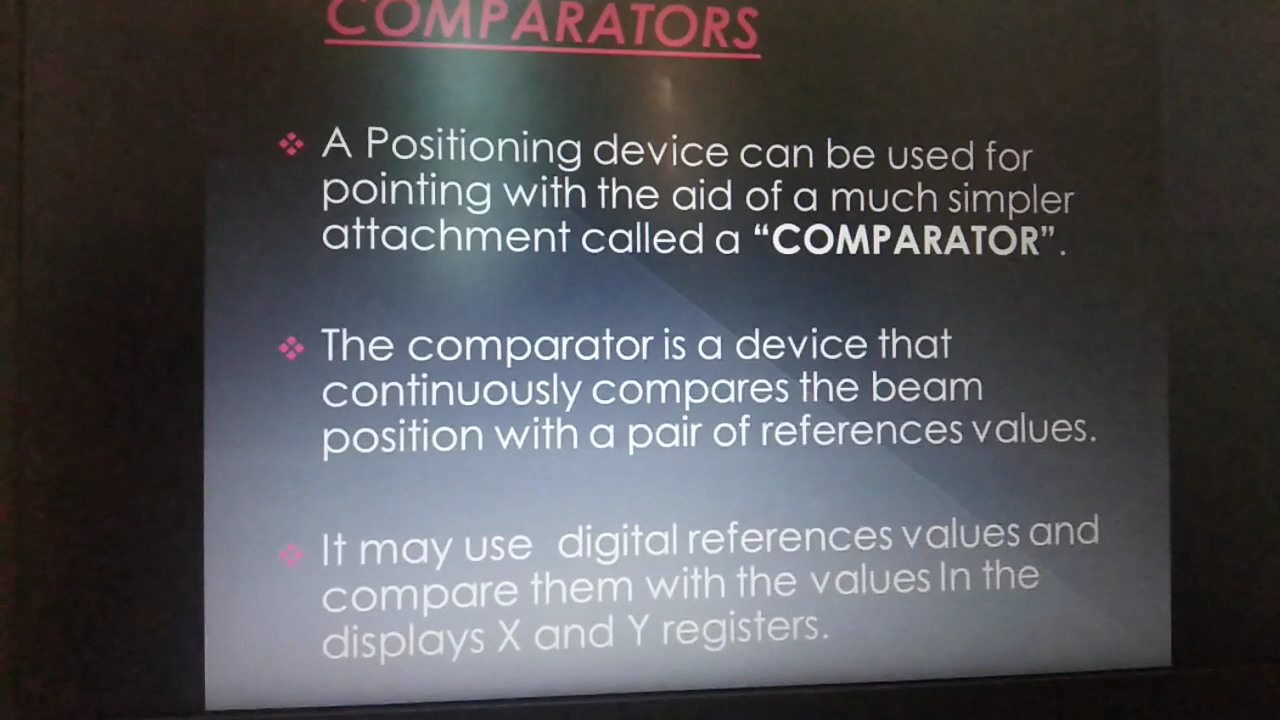 COMPARATORS
A Positioning device can be used for
pointing with the aid of a much simpler
attachment called a “COMPARATOR”.
The comparator is a device that
continuously compares the beam
position with a pair of references values.
It may use digital references values and
compare them with the values In the
displays X and Y registers.